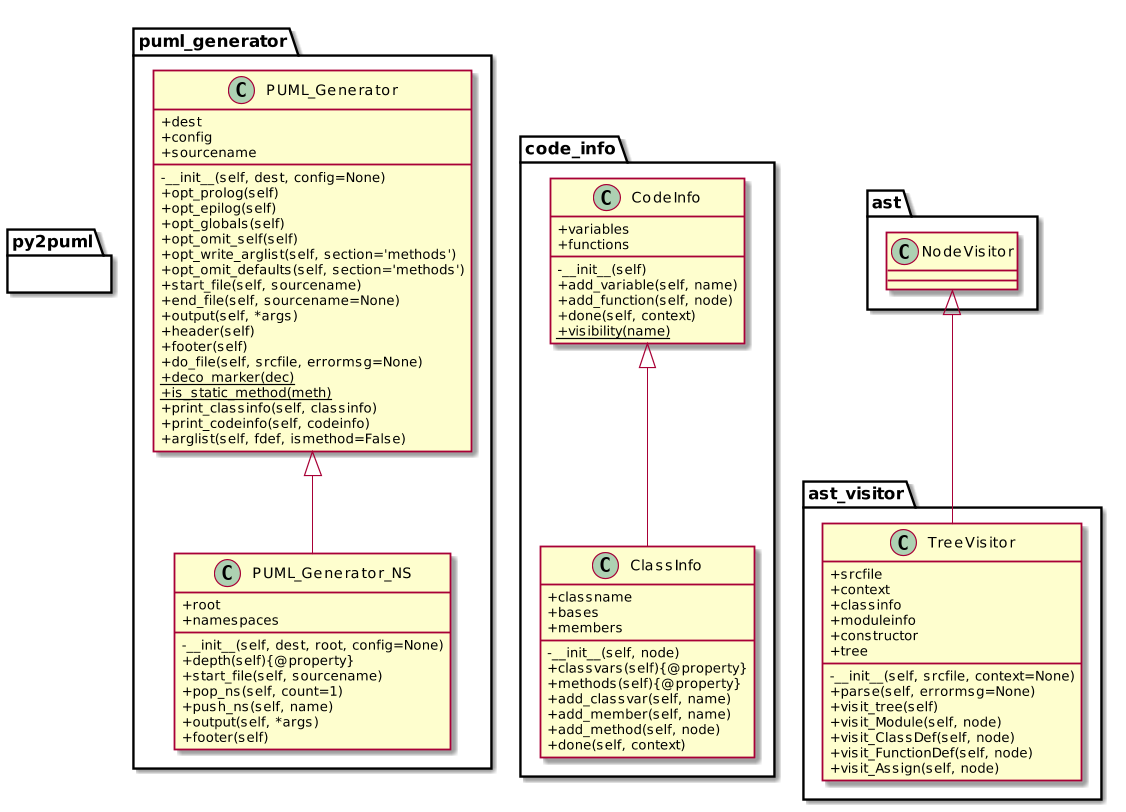 py2puml
puml_generator
C PUML_Generator
+dest
+config
+sourcename
-__init__(self, dest, config=None)
+opt_prolog(self)
+opt_epilog(self)
+opt_globals(self)
+opt_omit_self(self)
+opt_write_arglist(self, section='methods')
+opt_omit_defaults(self, section='methods')
+start_file(self, sourcename)
+end_file(self, sourcename=None)
+output(self, *args)
+header(self)
+footer(self)
+do_file(self, srcfile, errormsg=None)
+deco_marker(dec)
+is_static_method(meth)
+print_classinfo(self, classinfo)
+print_codeinfo(self, codeinfo)
+arglist(self, fdef, ismethod=False)
C PUML_Generator_NS
+root
+namespaces
-__init__(self, dest, root, config=None)
+depth(self){@property}
+start_file(self, sourcename)
+pop_ns(self, count=1)
+push_ns(self, name)
+output(self, *args)
+footer(self)
code_info
C CodeInfo
+variables
+functions
-__init__(self)
+add_variable(self, name)
+add_function(self, node)
+done(self, context)
+visibility(name)
C ClassInfo
+classname
+bases
+members
-__init__(self, node)
+classvars(self){@property}
+methods(self){@property}
+add_classvar(self, name)
+add_member(self, name)
+add_method(self, node)
+done(self, context)
ast
C NodeVisitor
ast_visitor
C TreeVisitor
+srcfile
+context
+classinfo
+moduleinfo
+constructor
+tree
-__init__(self, srcfile, context=None)
+parse(self, errormsg=None)
+visit_tree(self)
+visit_Module(self, node)
+visit_ClassDef(self, node)
+visit_FunctionDef(self, node)
+visit_Assign(self, node)